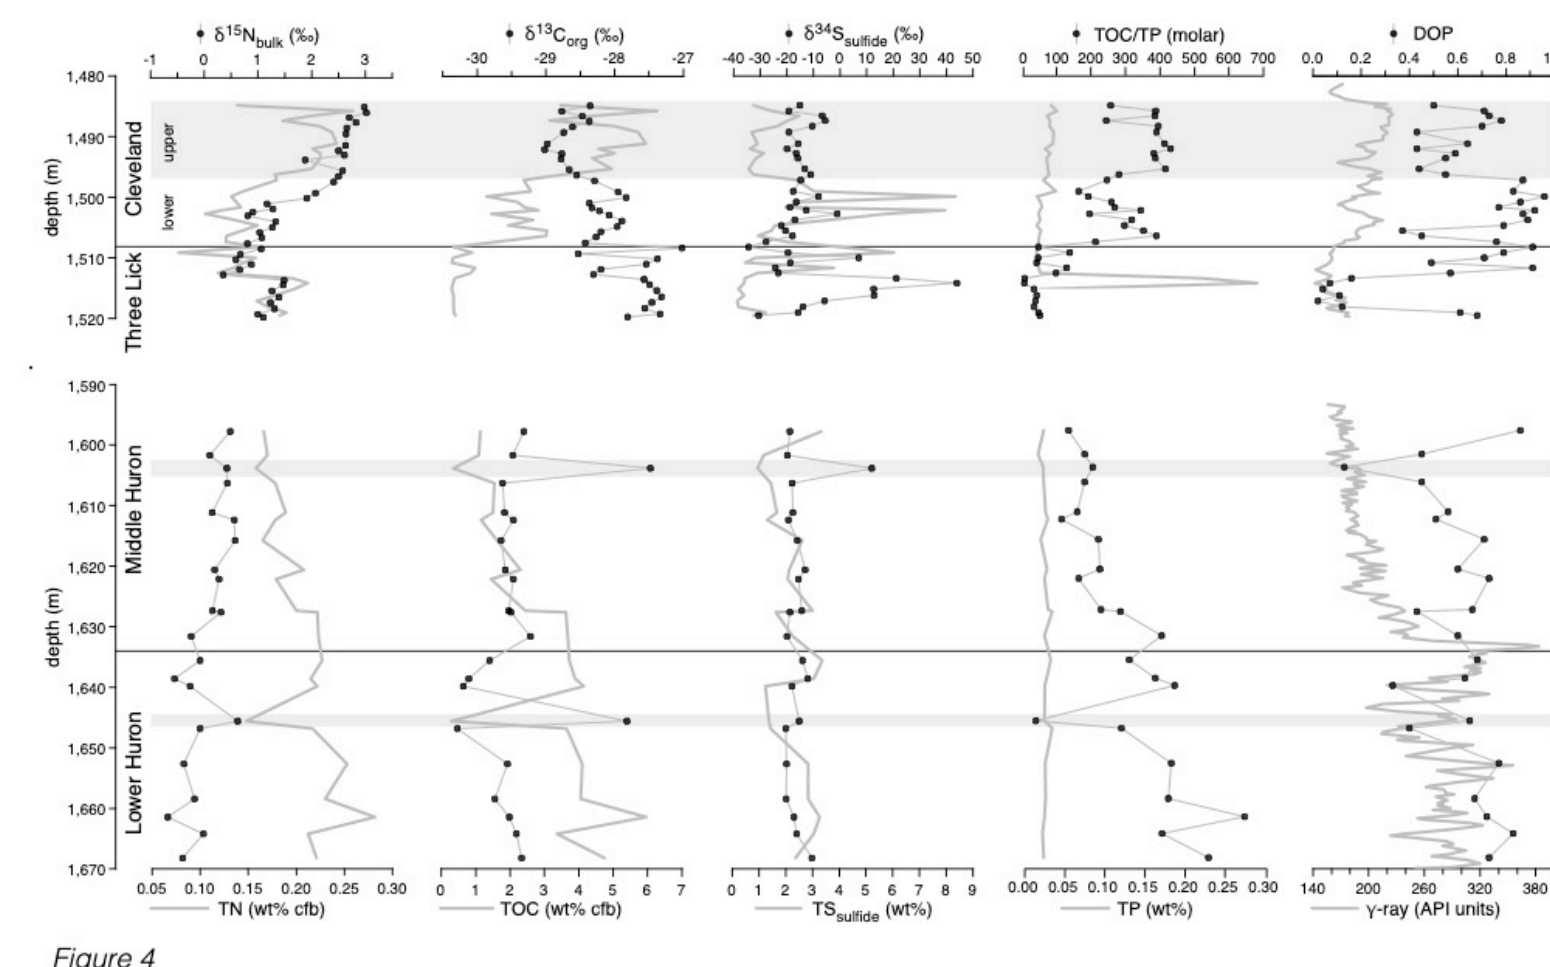 δ15Nbulk (‰) δ13Corg (‰) δ34Ssulfide (‰) TOC/TP (molar) DOP
-1 0 1 2 3 -30 -29 -28 -27 -40 -30 -20 -10 0 10 20 30 40 50 0 100 200 300 400 500 600 700 0.0 0.2 0.4 0.6 0.8 1
1,480
1,490
1,500
1,510
1,520
depth (m)
Cleveland
upper
lower
Three Lick
1,590
1,600
1,610
1,620
1,630
1,640
1,650
1,660
1,670
depth (m)
Middle Huron
Lower Huron
0.05 0.10 0.20 0.25 0.30 0 1 2 3 4 5 6 7 0 1 2 3 4 5 6 7 8 9 0.00 0.05 0.10 0.15 0.20 0.25 0.30 140 200 260 320 380
TN (wt% cfb) TOC (wt% cfb) TSsulfide (wt%) TP (wt%) γ-ray (API units)
Figure 4